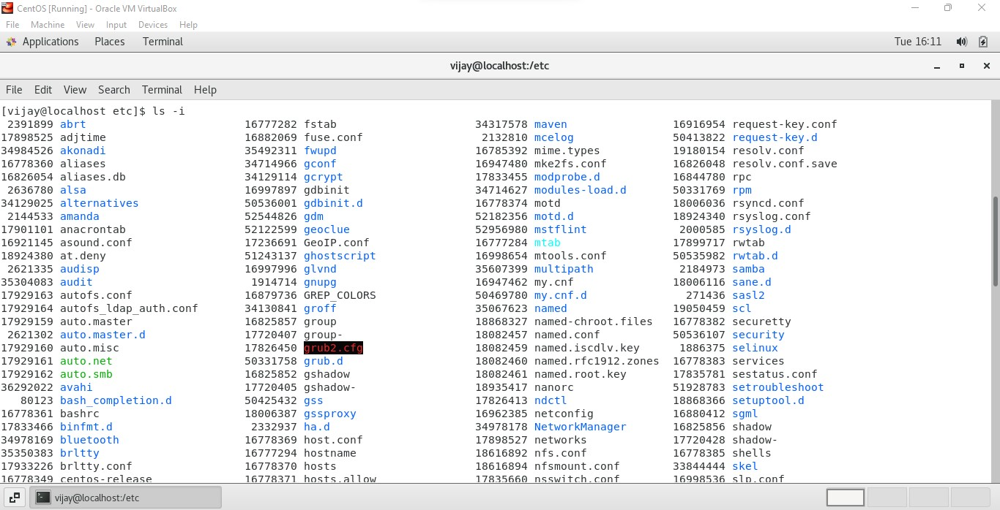 CentOS [Running] - Oracle VM VirtualBox
File Machine View Input Devices Help
Applications Places Terminal Tue 16:11
vijay@localhost:/etc
File Edit View Search Terminal Help
[vijay@localhost etc]$ ls -i
2391899 abrt 16777282 fstab 34317578 maven 16916954 request-key.conf
17898525 adjtime 16882069 fuse.conf 2132810 mcelog 50413822 request-key.d
34984526 akonadi 35492311 fwupd 16785392 mime.types 19180154 resolv.conf
16778360 aliases 34714966 gconf 16947480 mke2fs.conf 16826048 resolv.conf.save
16826054 aliases.db 34129114 gcrypt 17833455 modprobe.d 16844780 rpc
2636780 alsa 16997897 gdbinit 34714627 modules-load.d 50331769 rpm
34129025 alternatives 50536001 gdbinit.d 16778374 motd 18006036 rsyncd.conf
2144533 amanda 52544826 gdm 52182356 motd.d 18924340 rsyslog.conf
17901101 anacrontab 52122599 geoclue 52956980 mstflint 2000585 rsyslog.d
16921145 asound.conf 17236691 GeoIP.conf 16777284 mtab 17899717 rwtab
18924380 at.deny 51243137 ghostscript 16998654 mtools.conf 50535982 rwtab.d
2621335 audisp 16997996 glvnd 35607399 multipath 2184973 samba
35304083 audit 1914714 gnupg 16947462 my.cnf 18006116 sane.d
17929163 autofs.conf 16879736 GREP_COLORS 50469780 my.cnf.d 271436 sasl2
17929164 autofs_ldap_auth.conf 34130841 groff 35067623 named 19050459 scl
17929159 auto.master 16825857 group 18868327 named-chroot.files 16778382 securetty
2621302 auto.master.d 17720407 group- 18082457 named.conf 50536107 security
17929160 auto.misc 17826450 grub2.cfg 18082459 named.iscdlv.key 1886375 selinux
17929161 auto.net 50331758 grub.d 18082460 named.rfc1912.zones 16778383 services
17929162 auto.smb 16825852 gshadow 18082461 named.root.key 17835781 sestatus.conf
36292022 avahi 17720405 gshadow- 18935417 nanorc 51928783 setroubleshoot
80123 bash_completion.d 50425432 gss 17826413 ndctl 18868366 setuptool.d
16778361 bashrc 18006387 gssproxy 16962385 netconfig 16880412 sgml
17833466 binfmt.d 2332937 ha.d 34978178 NetworkManager 16825856 shadow
34978169 bluetooth 16778369 host.conf 17898527 networks 17720428 shadow-
35350383 brltty 16777294 hostname 18616892 nfs.conf 16778385 shells
17933226 brltty.conf 16778370 hosts 18616894 nfsmount.conf 33844444 skel
16778349 centos-release 16778371 hosts.allow 17835660 nsswitch.conf 16998536 slp.conf
vijay@localhost:/etc